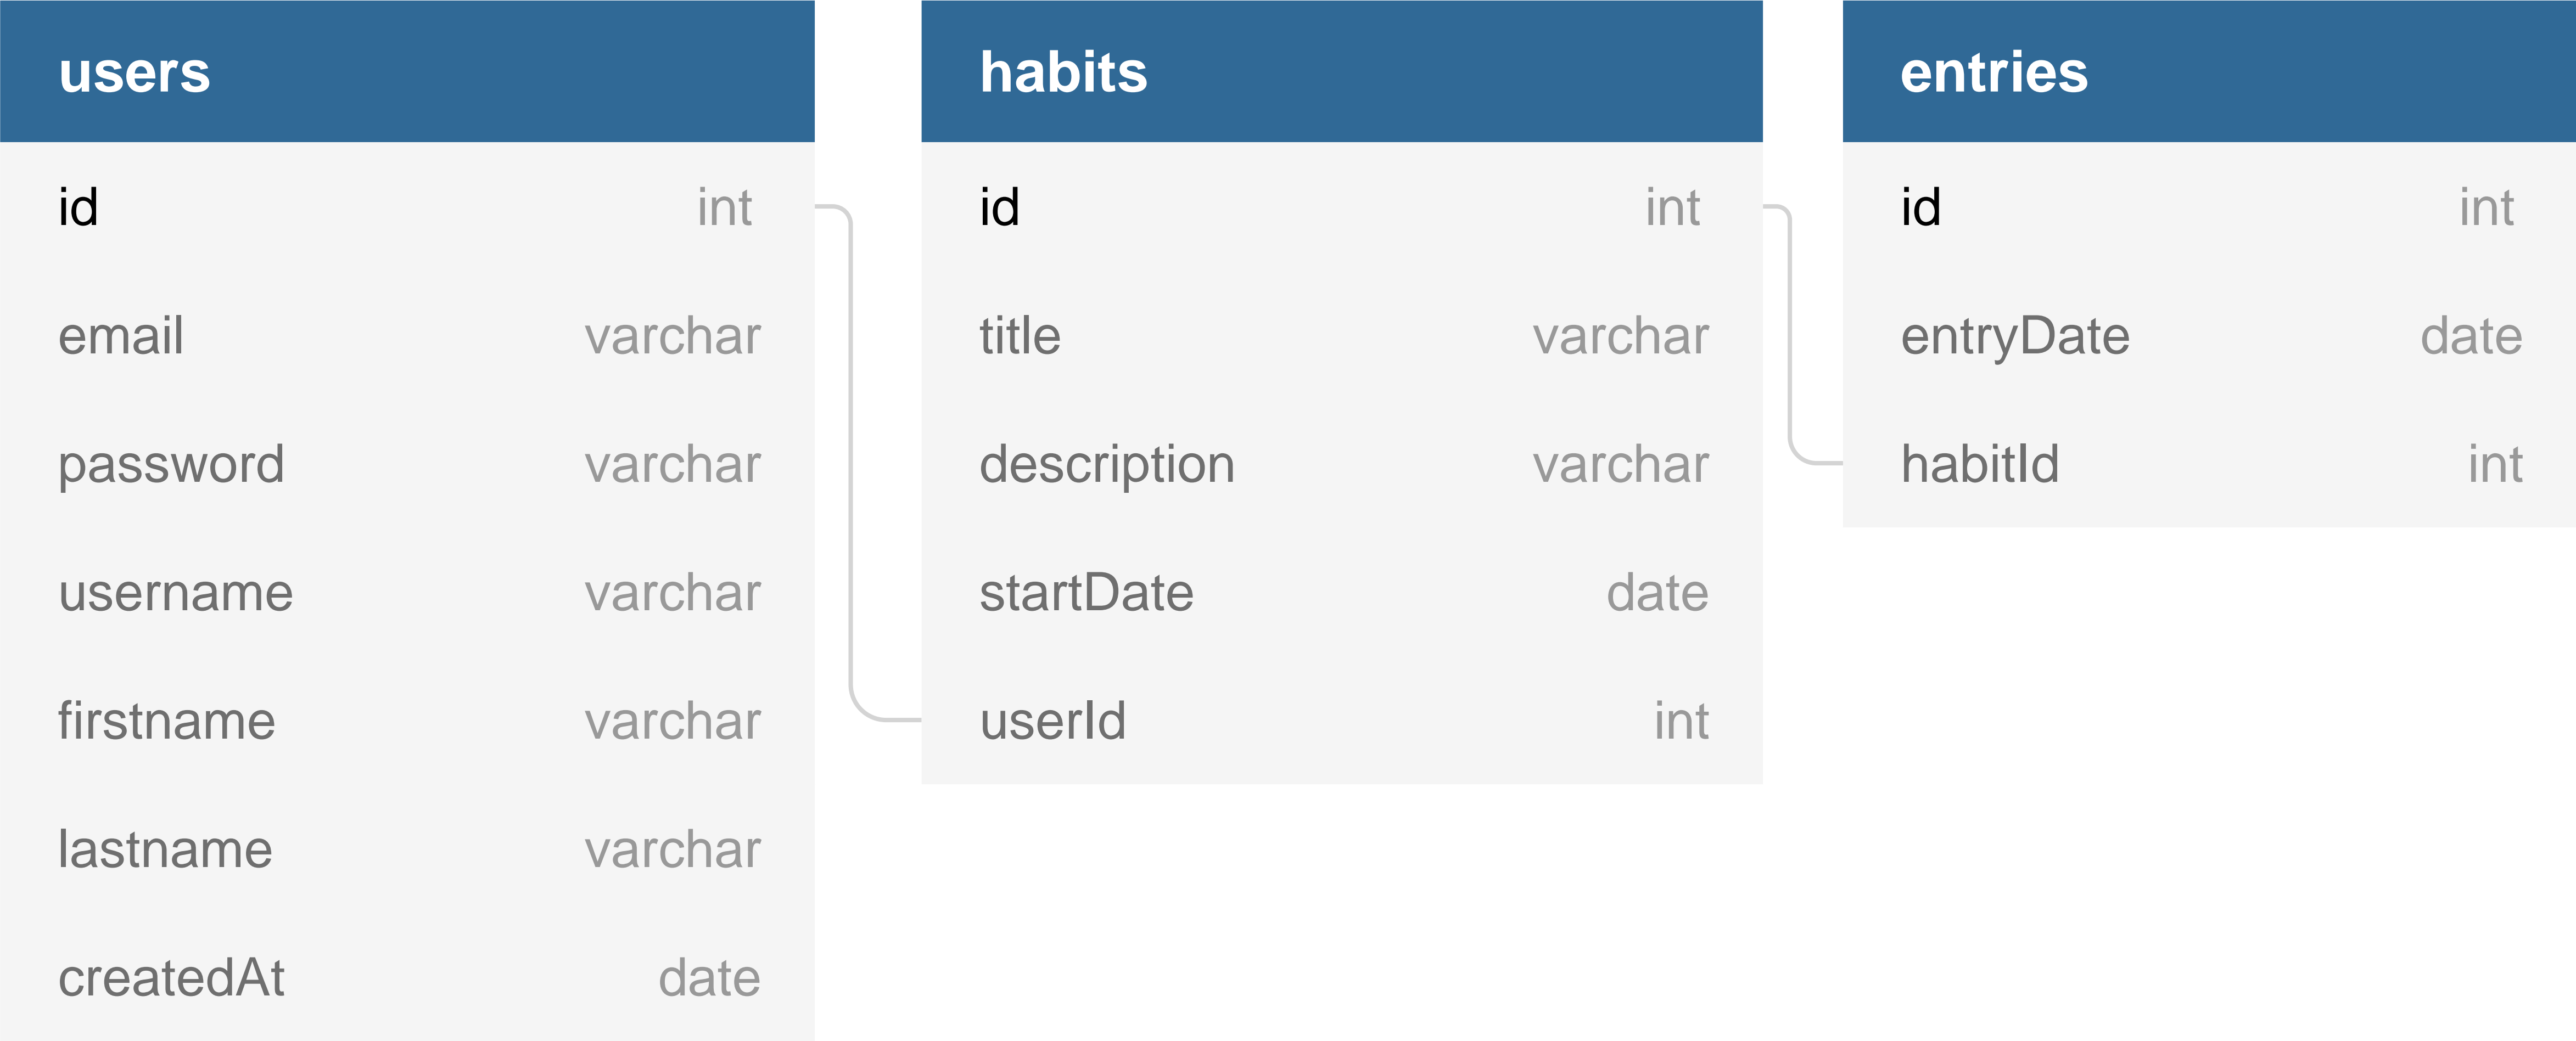 users
id int
email varchar
password varchar
username varchar
firstname varchar
lastname varchar
createdAt date
habits
id int
title varchar
description varchar
startDate date
userId int
entries
id int
entryDate date
habitId int